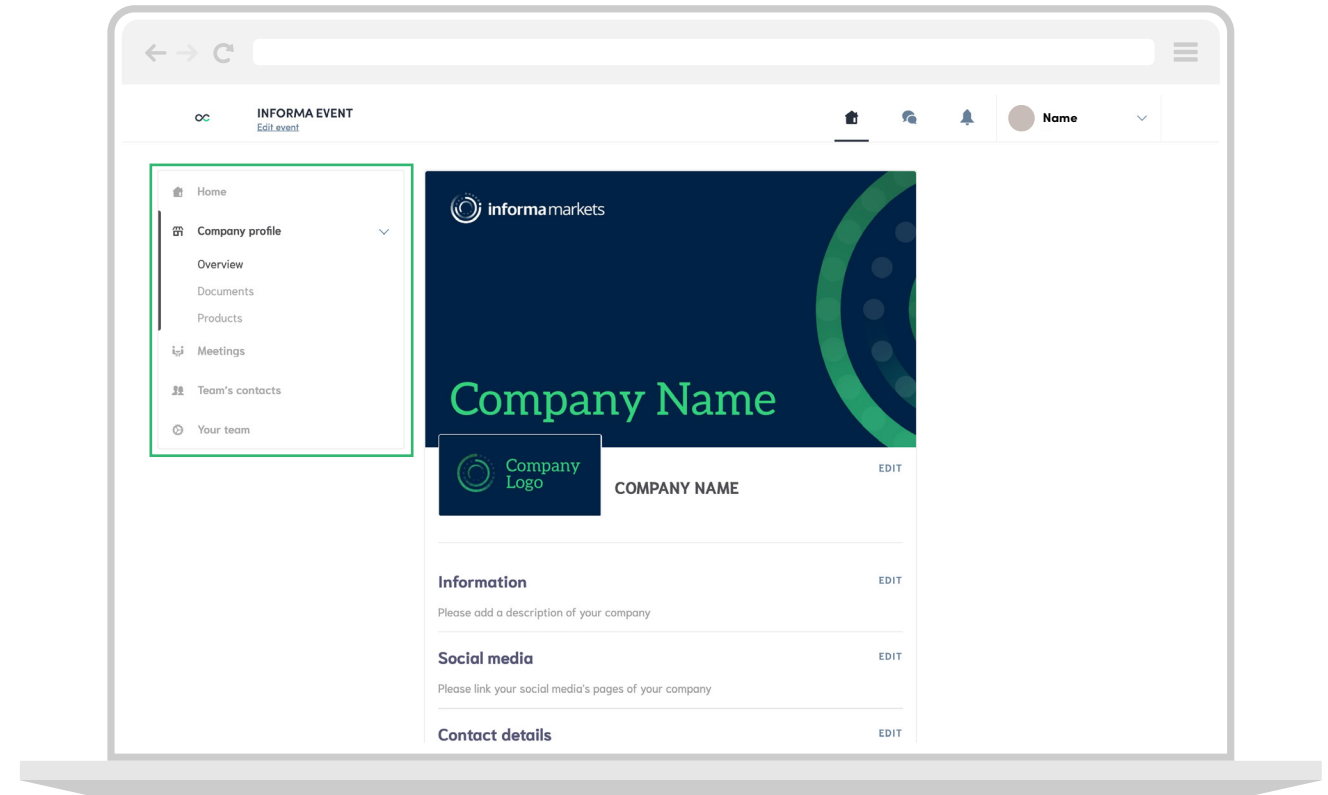 INFORMA EVENT
Edit event
Name
Home
Company profile
Overview
Documents
Products
Meetings
Team's contacts
Your team
informa markets
Company Name
Company
Logo
COMPANY NAME
EDIT
Information
EDIT
Please add a description of your company
Social media
EDIT
Please link your social media's pages of your company
Contact details
EDIT